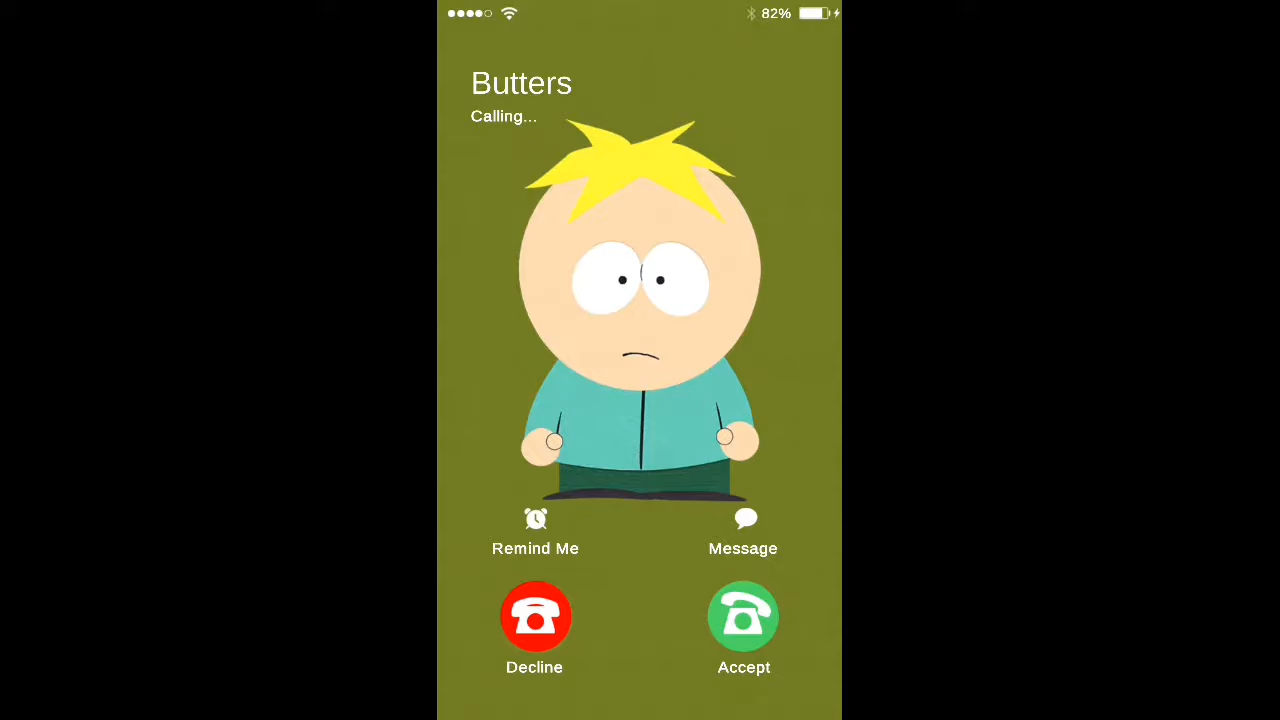 82%
Butters
Calling...
Remind Me
Message
Decline
Accept